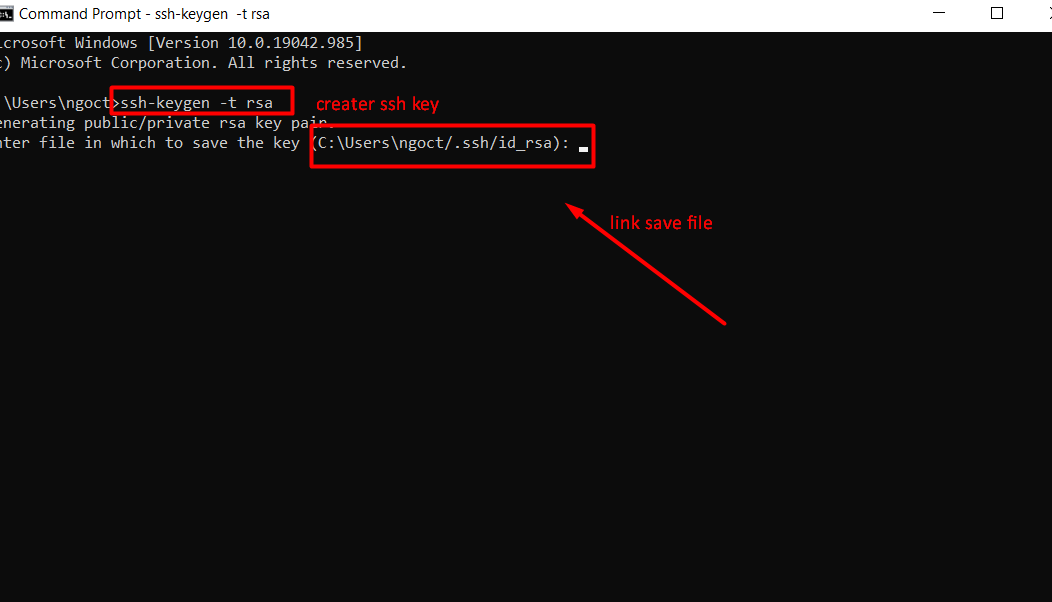 Command Prompt - ssh-keygen -t rsa
icrosoft Windows [Version 10.0.19042.985]
c) Microsoft Corporation. All rights reserved.
:\Users\ngoct>ssh-keygen -t rsa
creater ssh key
enerating public/private rsa key pair.
nter file in which to save the key (C:\Users\ngoct/.ssh/id_rsa):
link save file